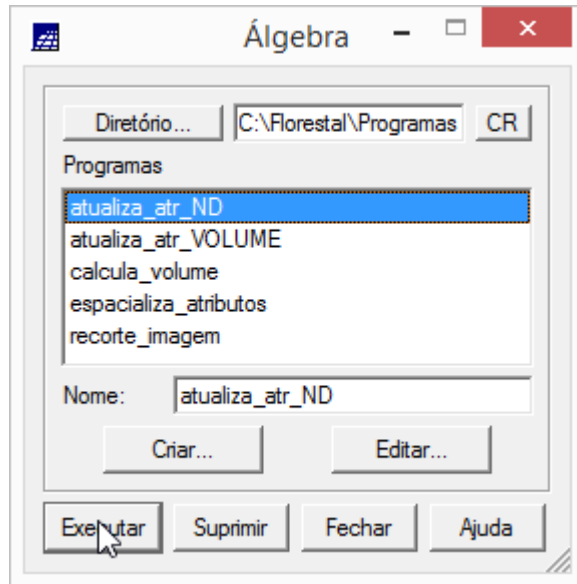 Álgebra
Diretório... C:\Florestal\Programas CR
Programas
atualiza_atr_ND
atualiza_atr_VOLUME
calcula_volume
espacializa_atributos
recorte_imagem
Nome: atualiza_atr_ND
Criar... Editar...
Executar Suprimir Fechar Ajuda